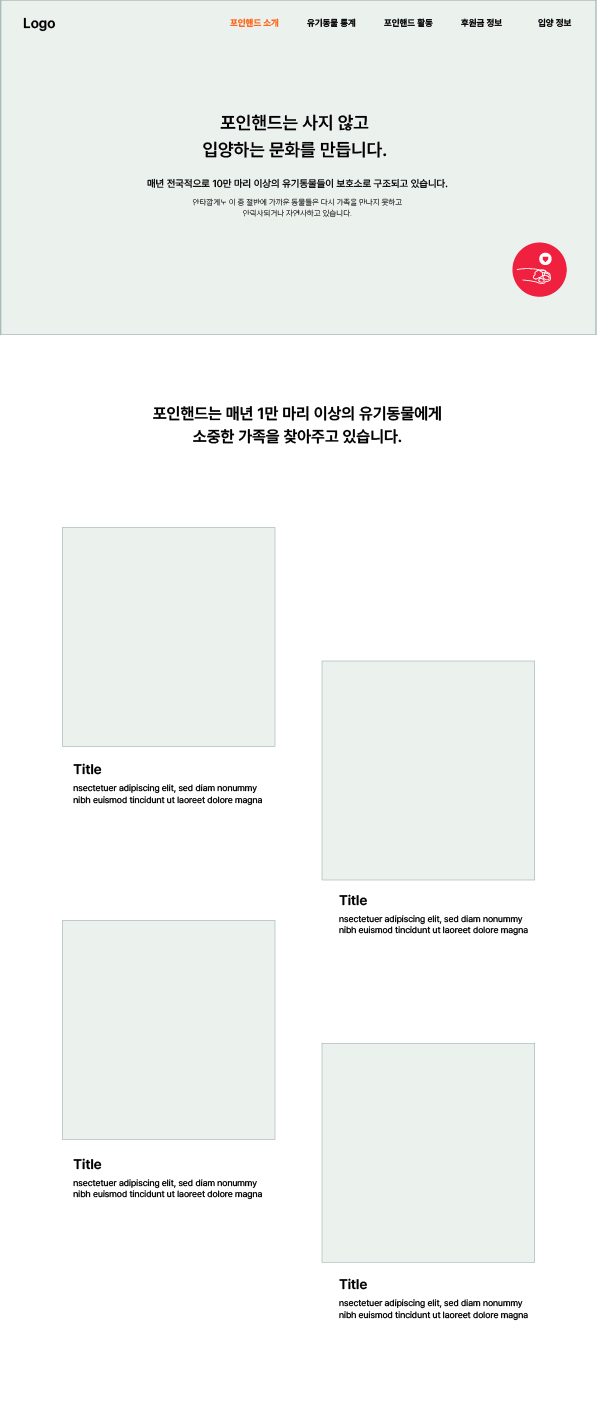 Logo
포인핸드 소개
유기동물 통계
포인핸드 활동
후원금 정보
입양 정보
포인핸드는 사지 않고
입양하는 문화를 만듭니다.
매년 전국적으로 10만 마리 이상의 유기동물들이 보호소로 구조되고 있습니다.
안타깝게누 이 중 절반에 가까운 동물들은 다시 가족을 만나지 못하고
안락사되거나 자연사하고 있습니다.
포인핸드는 매년 1만 마리 이상의 유기동물에게
소중한 가족을 찾아주고 있습니다.
Title
nsectetuer adipiscing elit, sed diam nonummy
nibh euismod tincidunt ut laoreet dolore magna
Title
nsectetuer adipiscing elit, sed diam nonummy
nibh euismod tincidunt ut laoreet dolore magna
Title
nsectetuer adipiscing elit, sed diam nonummy
nibh euismod tincidunt ut laoreet dolore magna
Title
nsectetuer adipiscing elit, sed diam nonummy
nibh euismod tincidunt ut laoreet dolore magna